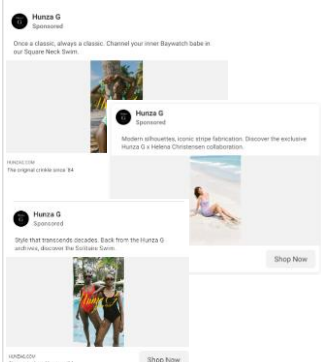 Hunza G
Sponsored
Once a classic, always a classic. Channel your inner Baywatch babe in
our Square Neck Swim.
HUNZAG.COM
The original crinkle since '84
Hunza G
Sponsored
Modern silhouettes, iconic stripe fabrication. Discover the exclusive
Hunza G x Helena Christensen collaboration.
Shop Now
Hunza G
Sponsored
Style that transcends decades. Back from the Hunza G
archives, discover the Solitaire Swim.
Hunza G
HUNZAG.COM
Shop Now